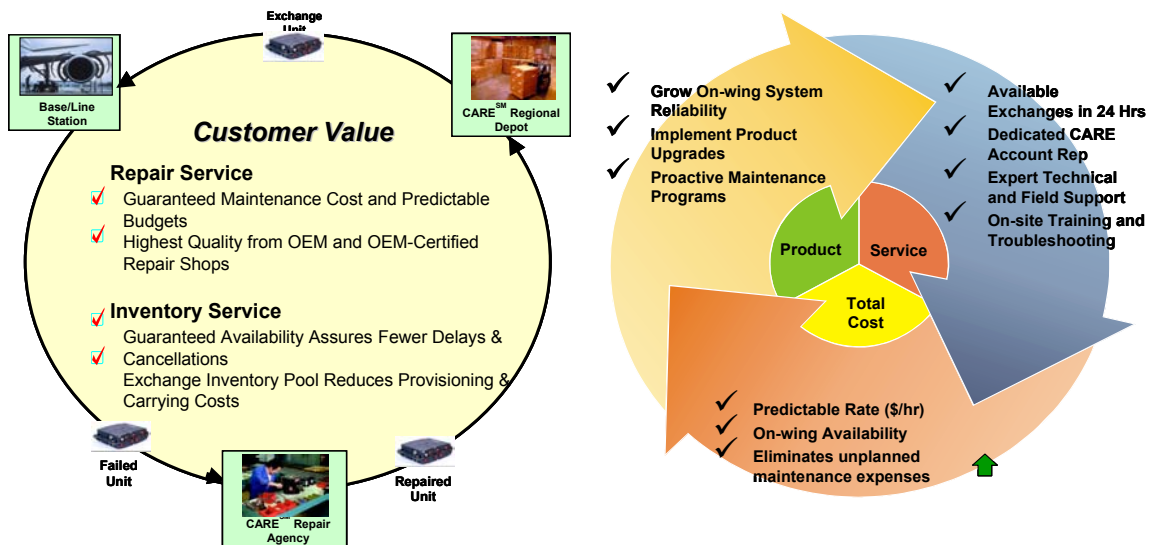 Exchange
Unit
Base/Line
Station
CARE℠ Regional
Depot
Customer Value
Repair Service
Guaranteed Maintenance Cost and Predictable
Budgets
Highest Quality from OEM and OEM-Certified
Repair Shops
Inventory Service
Guaranteed Availability Assures Fewer Delays &
Cancellations
Exchange Inventory Pool Reduces Provisioning &
Carrying Costs
Failed
Unit
CARE℠ Repair
Agency
Repaired
Unit
Grow On-wing System
Reliability
Implement Product
Upgrades
Proactive Maintenance
Programs
Available
Exchanges in 24 Hrs
Dedicated CARE
Account Rep
Expert Technical
and Field Support
On-site Training and
Troubleshooting
Product
Service
Total
Cost
Predictable Rate ($/hr)
On-wing Availability
Eliminates unplanned
maintenance expenses